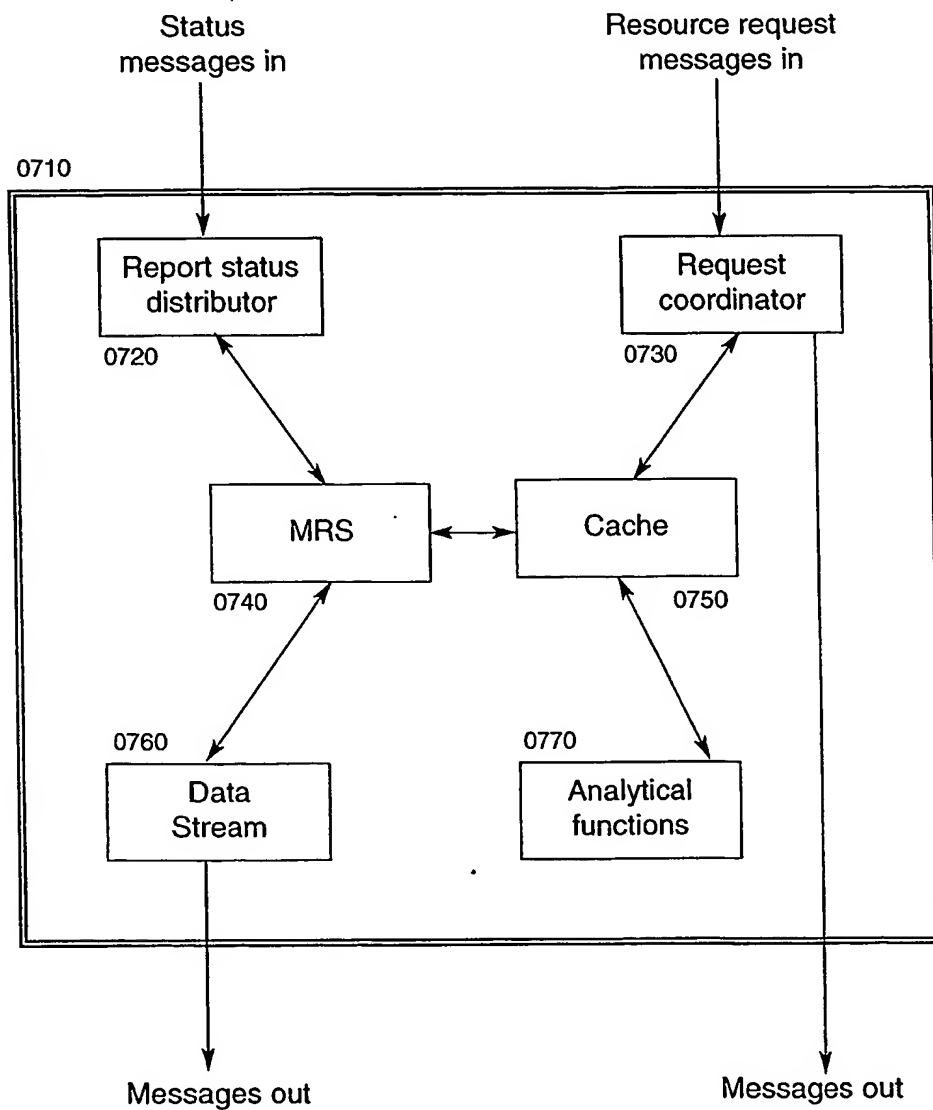 Status
messages in
Resource request
messages in
0710
Report status
distributor
0720
Request
coordinator
0730
MRS
0740
Cache
0750
0760
Data
Stream
0770
Analytical
functions
Messages out
Messages out